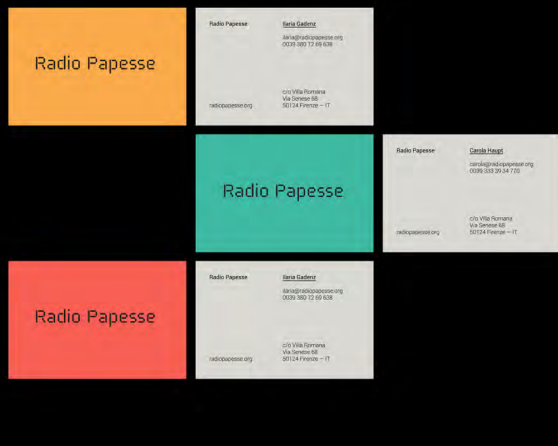 Radio Papesse
Radio Papesse
Ilaria Gadenz
ilaria@radiopapesse.org
0039 380 72 69 638
radiopapesse.org
c/o Villa Romana
Via Senese 68
50124 Firenze – IT
Radio Papesse
Radio Papesse
Carola Haupt
carola@radiopapesse.org
0039 333 39 34 720
radiopapesse.org
c/o Villa Romana
Via Senese 68
50124 Firenze – IT
Radio Papesse
Radio Papesse
Ilaria Gadenz
ilaria@radiopapesse.org
0039 380 72 69 638
radiopapesse.org
c/o Villa Romana
Via Senese 68
50124 Firenze – IT